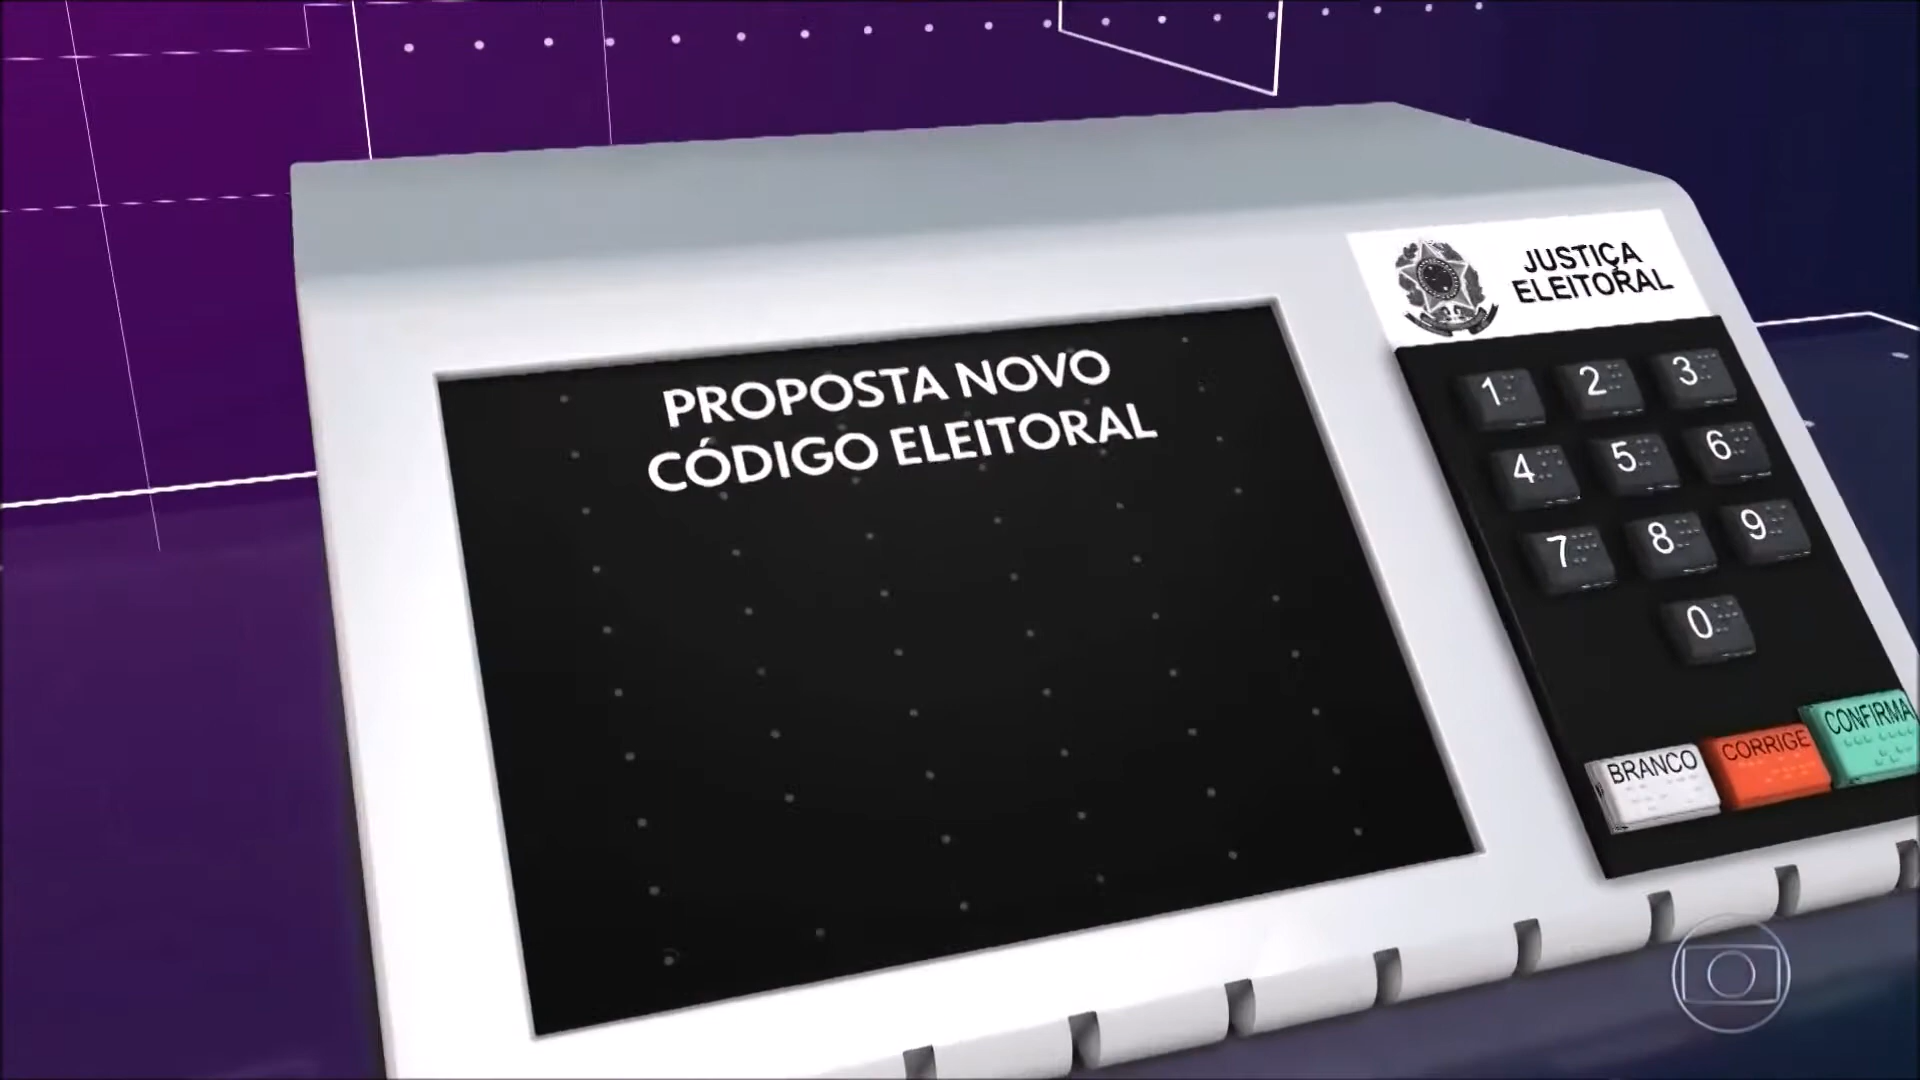 PROPOSTA NOVO
CÓDIGO ELEITORAL
JUSTIÇA
ELEITORAL
1 2 3
4 5 6
7 8 9
0
BRANCO CORRIGE CONFIRMA